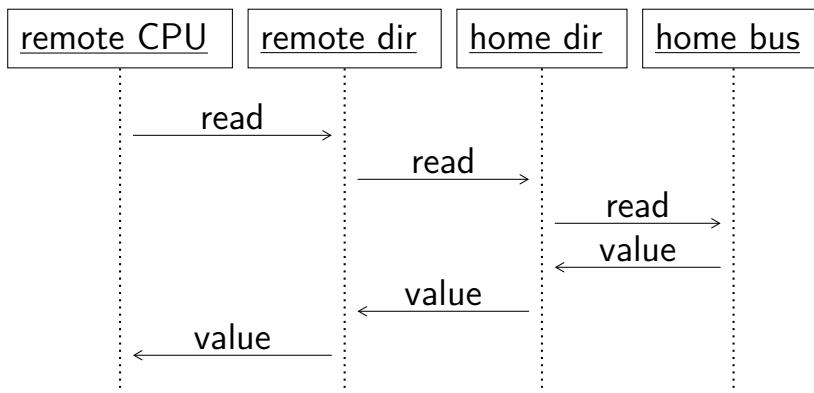 remote CPU remote dir home dir home bus
read
read
read
value
value
value